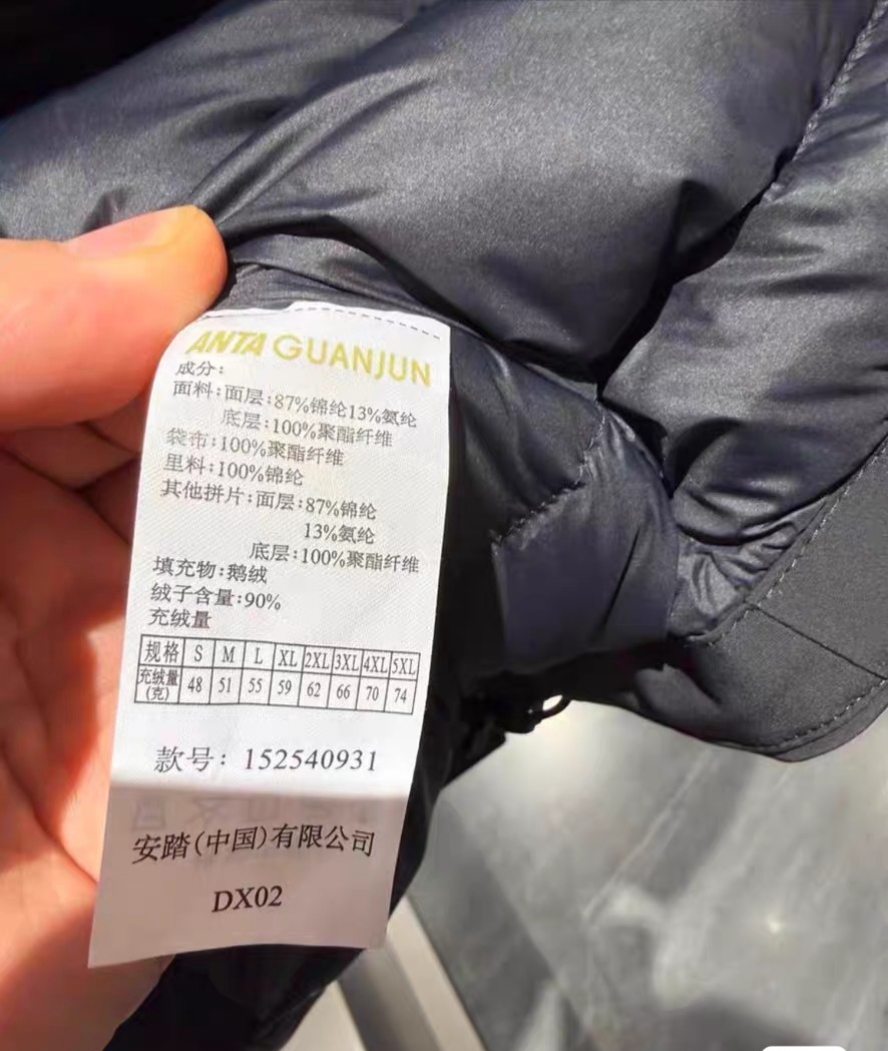 ANTA GUANJUN
成分:
面料:面层:87%锦纶13%氨纶
底层:100%聚酯纤维
袋布:100%聚酯纤维
里料:100%锦纶
其他拼片:面层:87%锦纶
13%氨纶
底层:100%聚酯纤维
填充物:鹅绒
绒子含量:90%
充绒量
规格 S M L XL 2XL 3XL 4XL 5XL
充绒量(克) 48 51 55 59 62 66 70 74
款号: 152540931
安踏(中国)有限公司
DX02